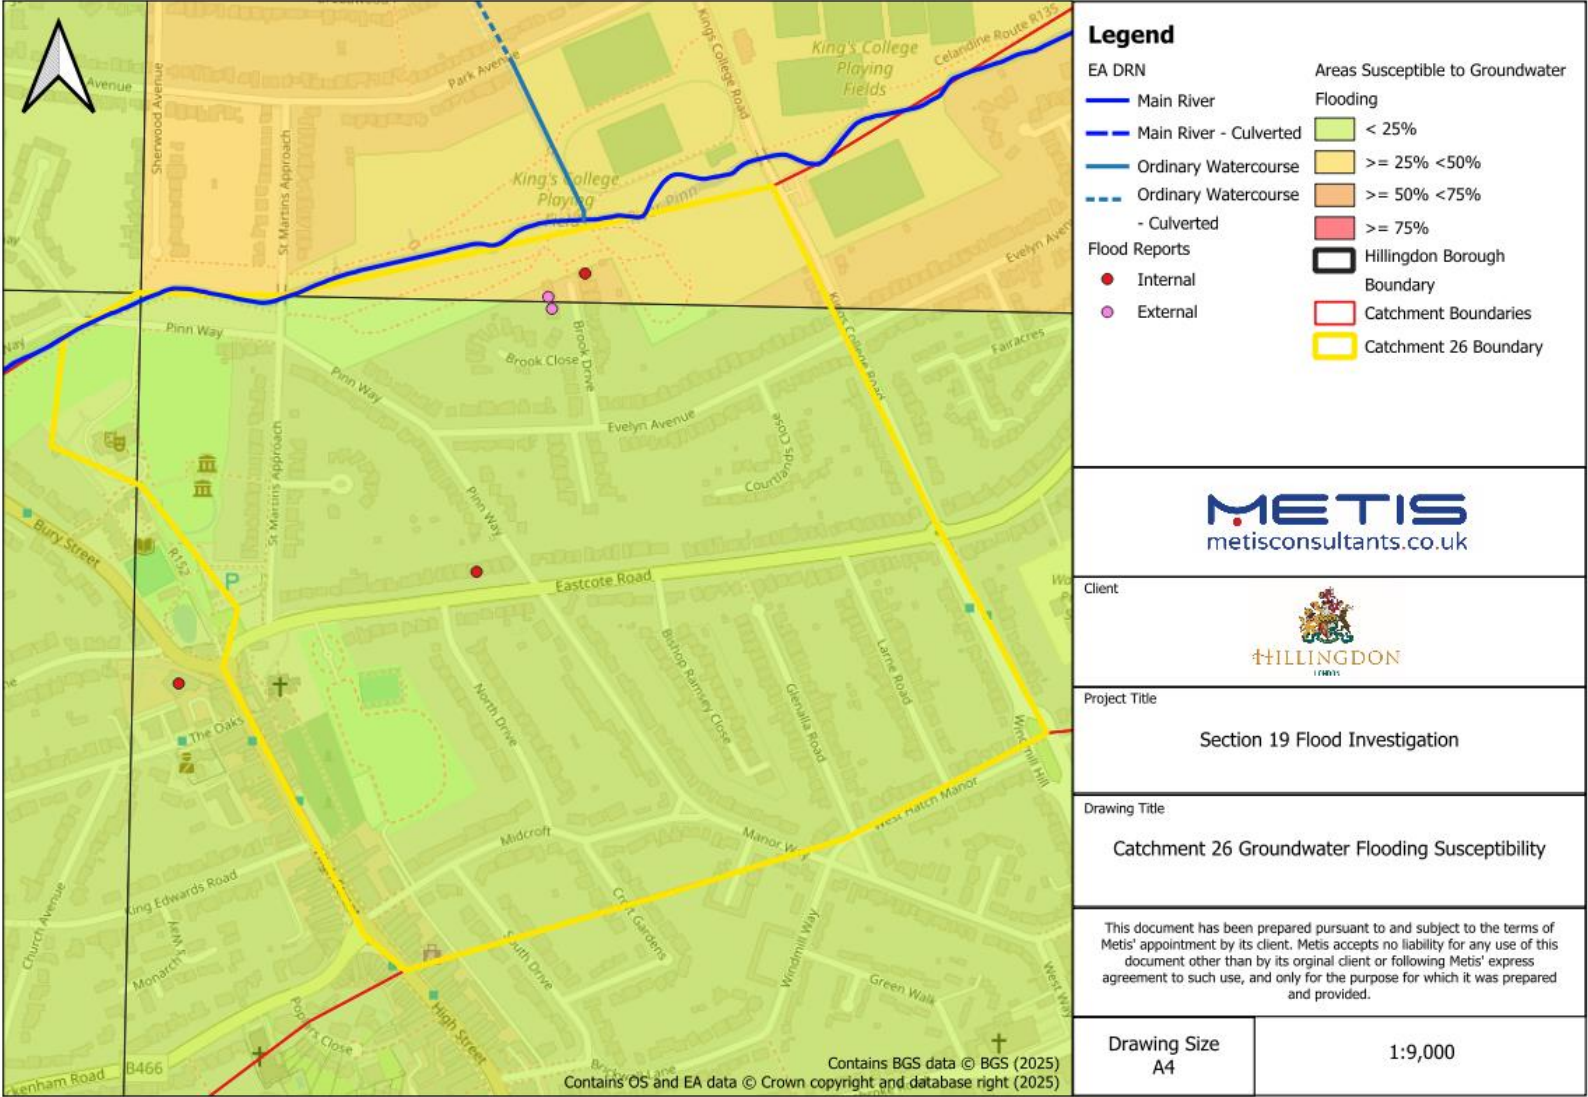 Legend
EA DRN
Main River
Main River - Culverted
Ordinary Watercourse
Ordinary Watercourse
- Culverted
Flood Reports
Internal
External
Areas Susceptible to Groundwater
Flooding
< 25%
>= 25% <50%
>= 50% <75%
>= 75%
Hillingdon Borough
Boundary
Catchment Boundaries
Catchment 26 Boundary
METIS
metisconsultants.co.uk
Client
HILLINGDON
LONDON
Project Title
Section 19 Flood Investigation
Drawing Title
Catchment 26 Groundwater Flooding Susceptibility
This document has been prepared pursuant to and subject to the terms of
Metis' appointment by its client. Metis accepts no liability for any use of this
document other than by its orginal client or following Metis' express
agreement to such use, and only for the purpose for which it was prepared
and provided.
Drawing Size
A4
1:9,000
Avenue
Sherwood Avenue
Park Avenue
St Martins Approach
Kings College Road
King's College
Playing
Fields
Celandine Route R135
King's College
Playing
Pinn
Evelyn Aven
Pinn Way
Pinn Way
Brook Close
Brook Drive
Evelyn Avenue
Kings College Road
Fairacres
Courtlands Close
St Martins Approach
Pinn Way
Bury Street
R152
P
Eastcote Road
The Oaks
North Drive
Bishop Ramsey Close
Glenalla Road
Larne Road
Windmill Hill
West Hatch Manor
Midcroft
Manor Way
King Edwards Road
Church Avenue
Monarch's Way
High Street
Croft Gardens
South Drive
Windmill Way
Green Walk
West Way
Poplars Close
High Street
B466
ckenham Road
Contains BGS data © BGS (2025)
Contains OS and EA data © Crown copyright and database right (2025)